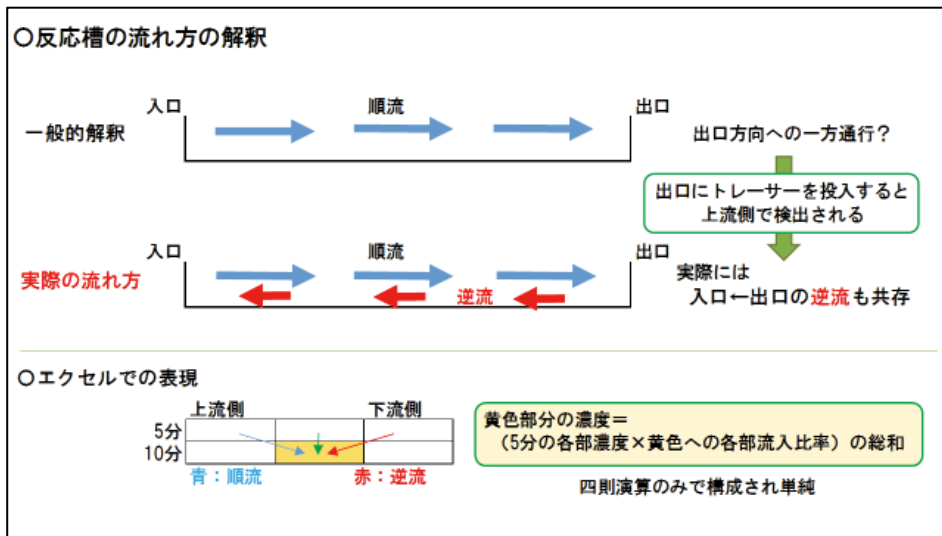 〇反応槽の流れ方の解釈
入口 順流 出口
一般的解釈
出口方向への一方通行?
出口にトレーサーを投入すると
上流側で検出される
入口 順流 出口
実際の流れ方
逆流
実際には
入口←出口の逆流も共存
〇エクセルでの表現
上流側 下流側
5分
10分
青:順流 赤:逆流
黄色部分の濃度=
(5分の各部濃度×黄色への各部流入比率)の総和
四則演算のみで構成され単純